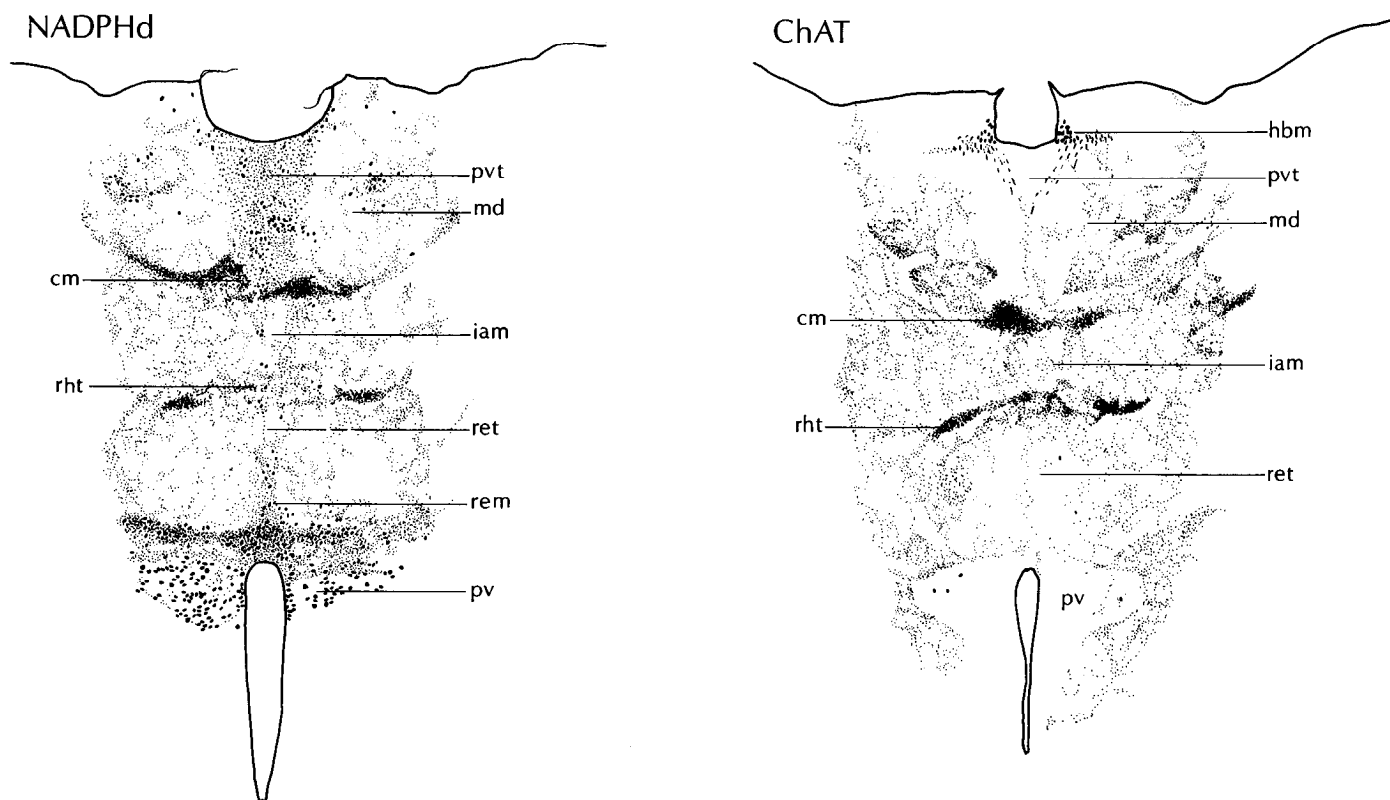 NADPHd
pvt
md
cm
iam
rht
ret
rem
pv
ChAT
hbm
pvt
md
cm
iam
rht
ret
pv